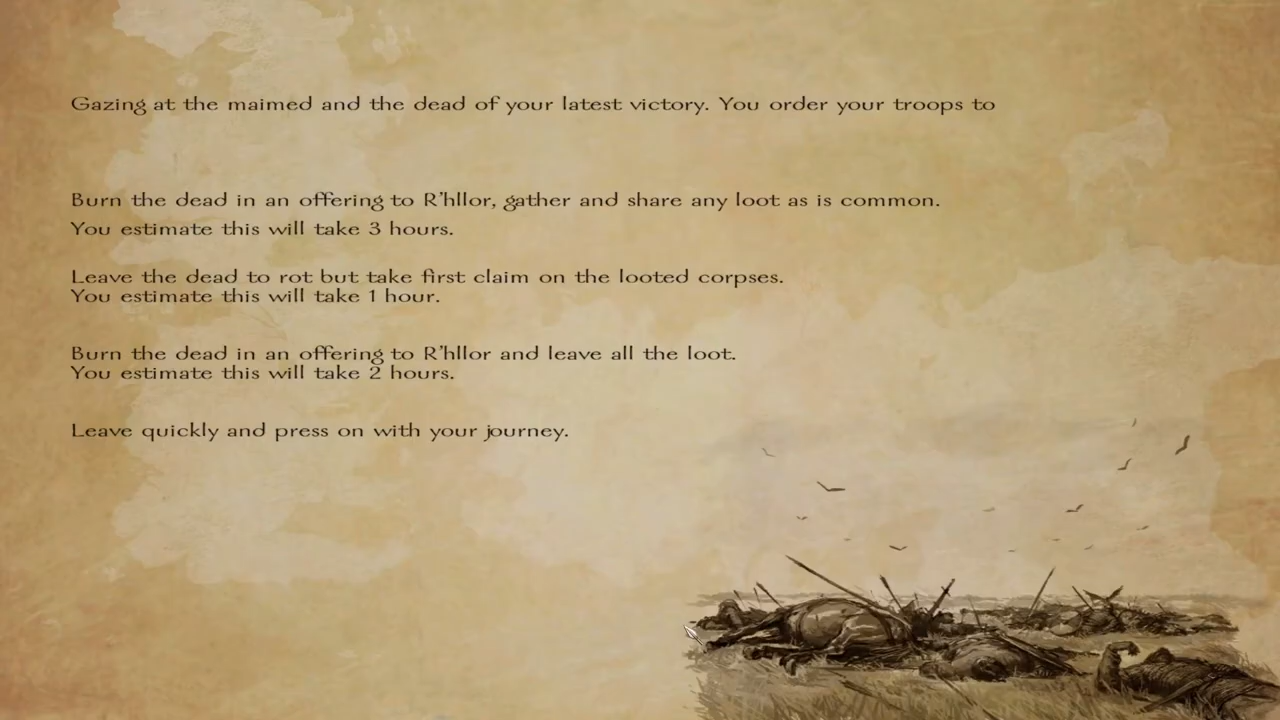 Gazing at the maimed and the dead of your latest victory. You order your troops to
Burn the dead in an offering to R'hllor, gather and share any loot as is common.
You estimate this will take 3 hours.
Leave the dead to rot but take first claim on the looted corpses.
You estimate this will take 1 hour.
Burn the dead in an offering to R'hllor and leave all the loot.
You estimate this will take 2 hours.
Leave quickly and press on with your journey.